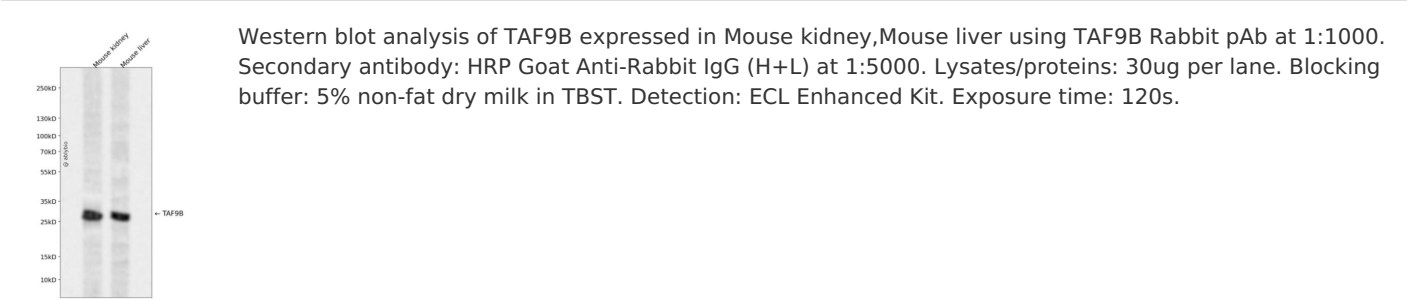 Mouse kidney
Mouse liver
Western blot analysis of TAF9B expressed in Mouse kidney,Mouse liver using TAF9B Rabbit pAb at 1:1000.
Secondary antibody: HRP Goat Anti-Rabbit IgG (H+L) at 1:5000. Lysates/proteins: 30ug per lane. Blocking
buffer: 5% non-fat dry milk in TBST. Detection: ECL Enhanced Kit. Exposure time: 120s.
250kD
130kD
100kD
70kD
55kD
35kD
← TAF9B
25kD
15kD
10kD